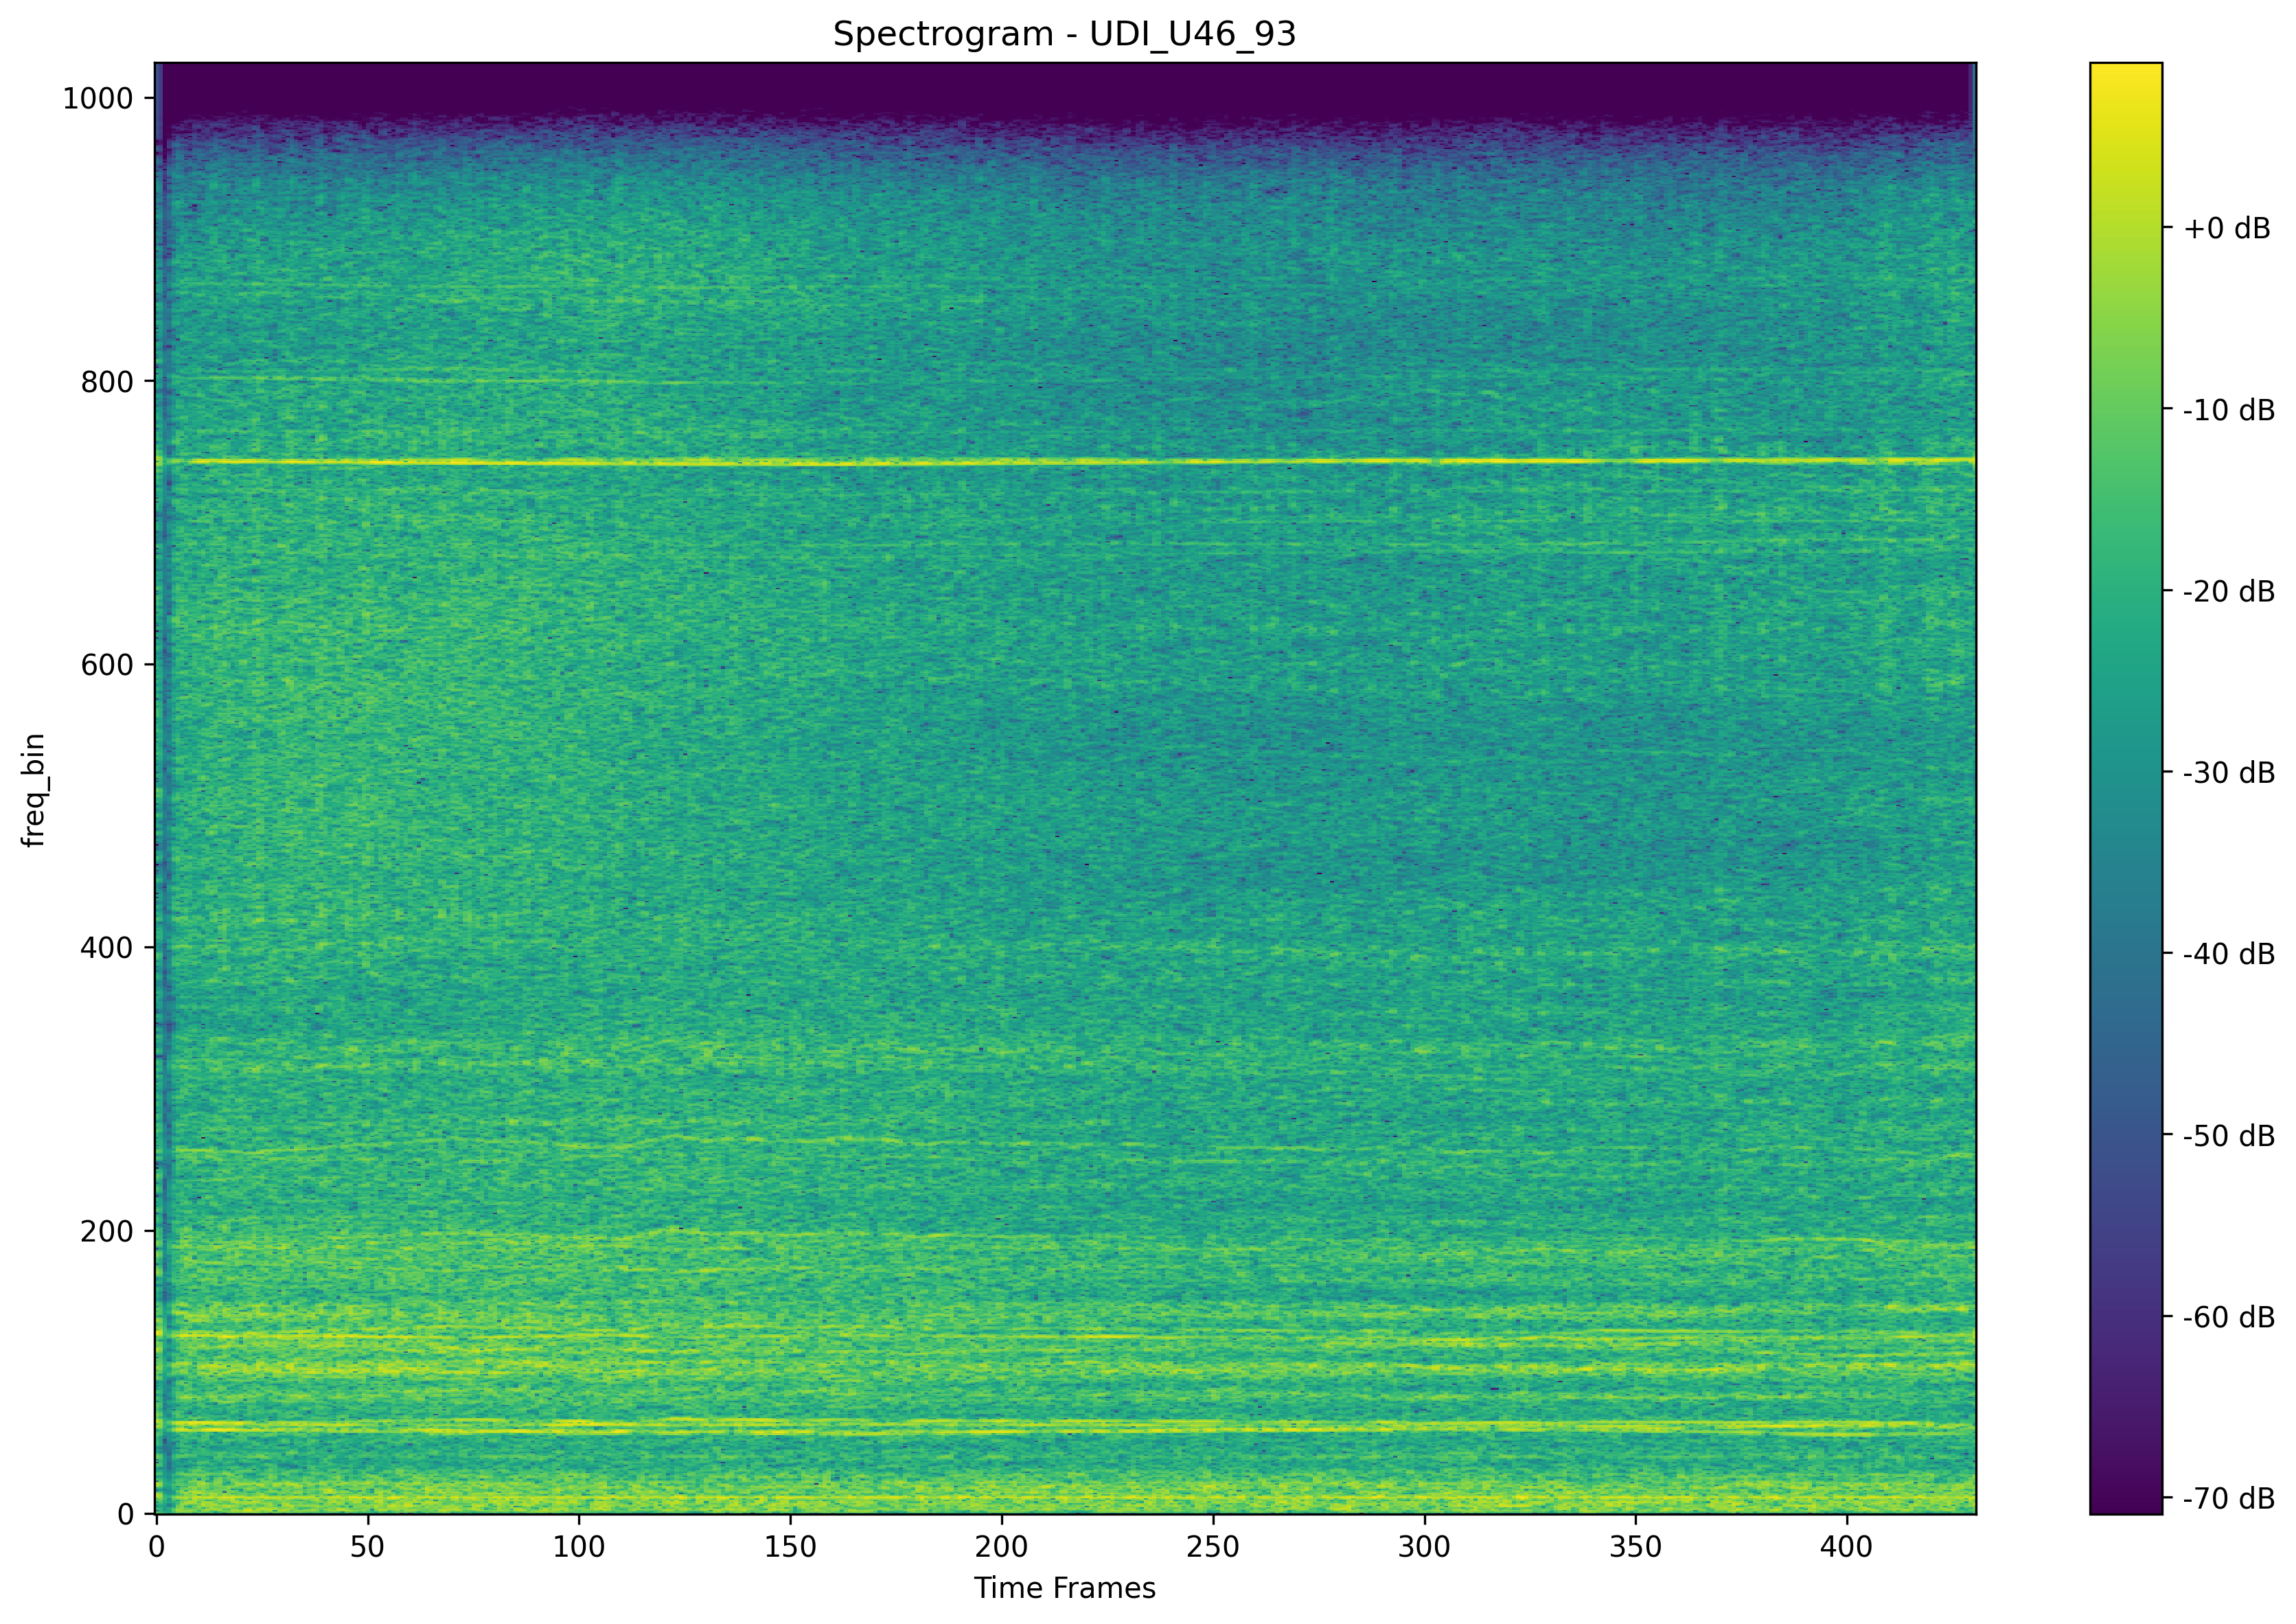 Spectrogram - UDI_U46_93
1000
800
600
400
200
0
freq_bin
0 50 100 150 200 250 300 350 400
Time Frames
+0 dB
-10 dB
-20 dB
-30 dB
-40 dB
-50 dB
-60 dB
-70 dB